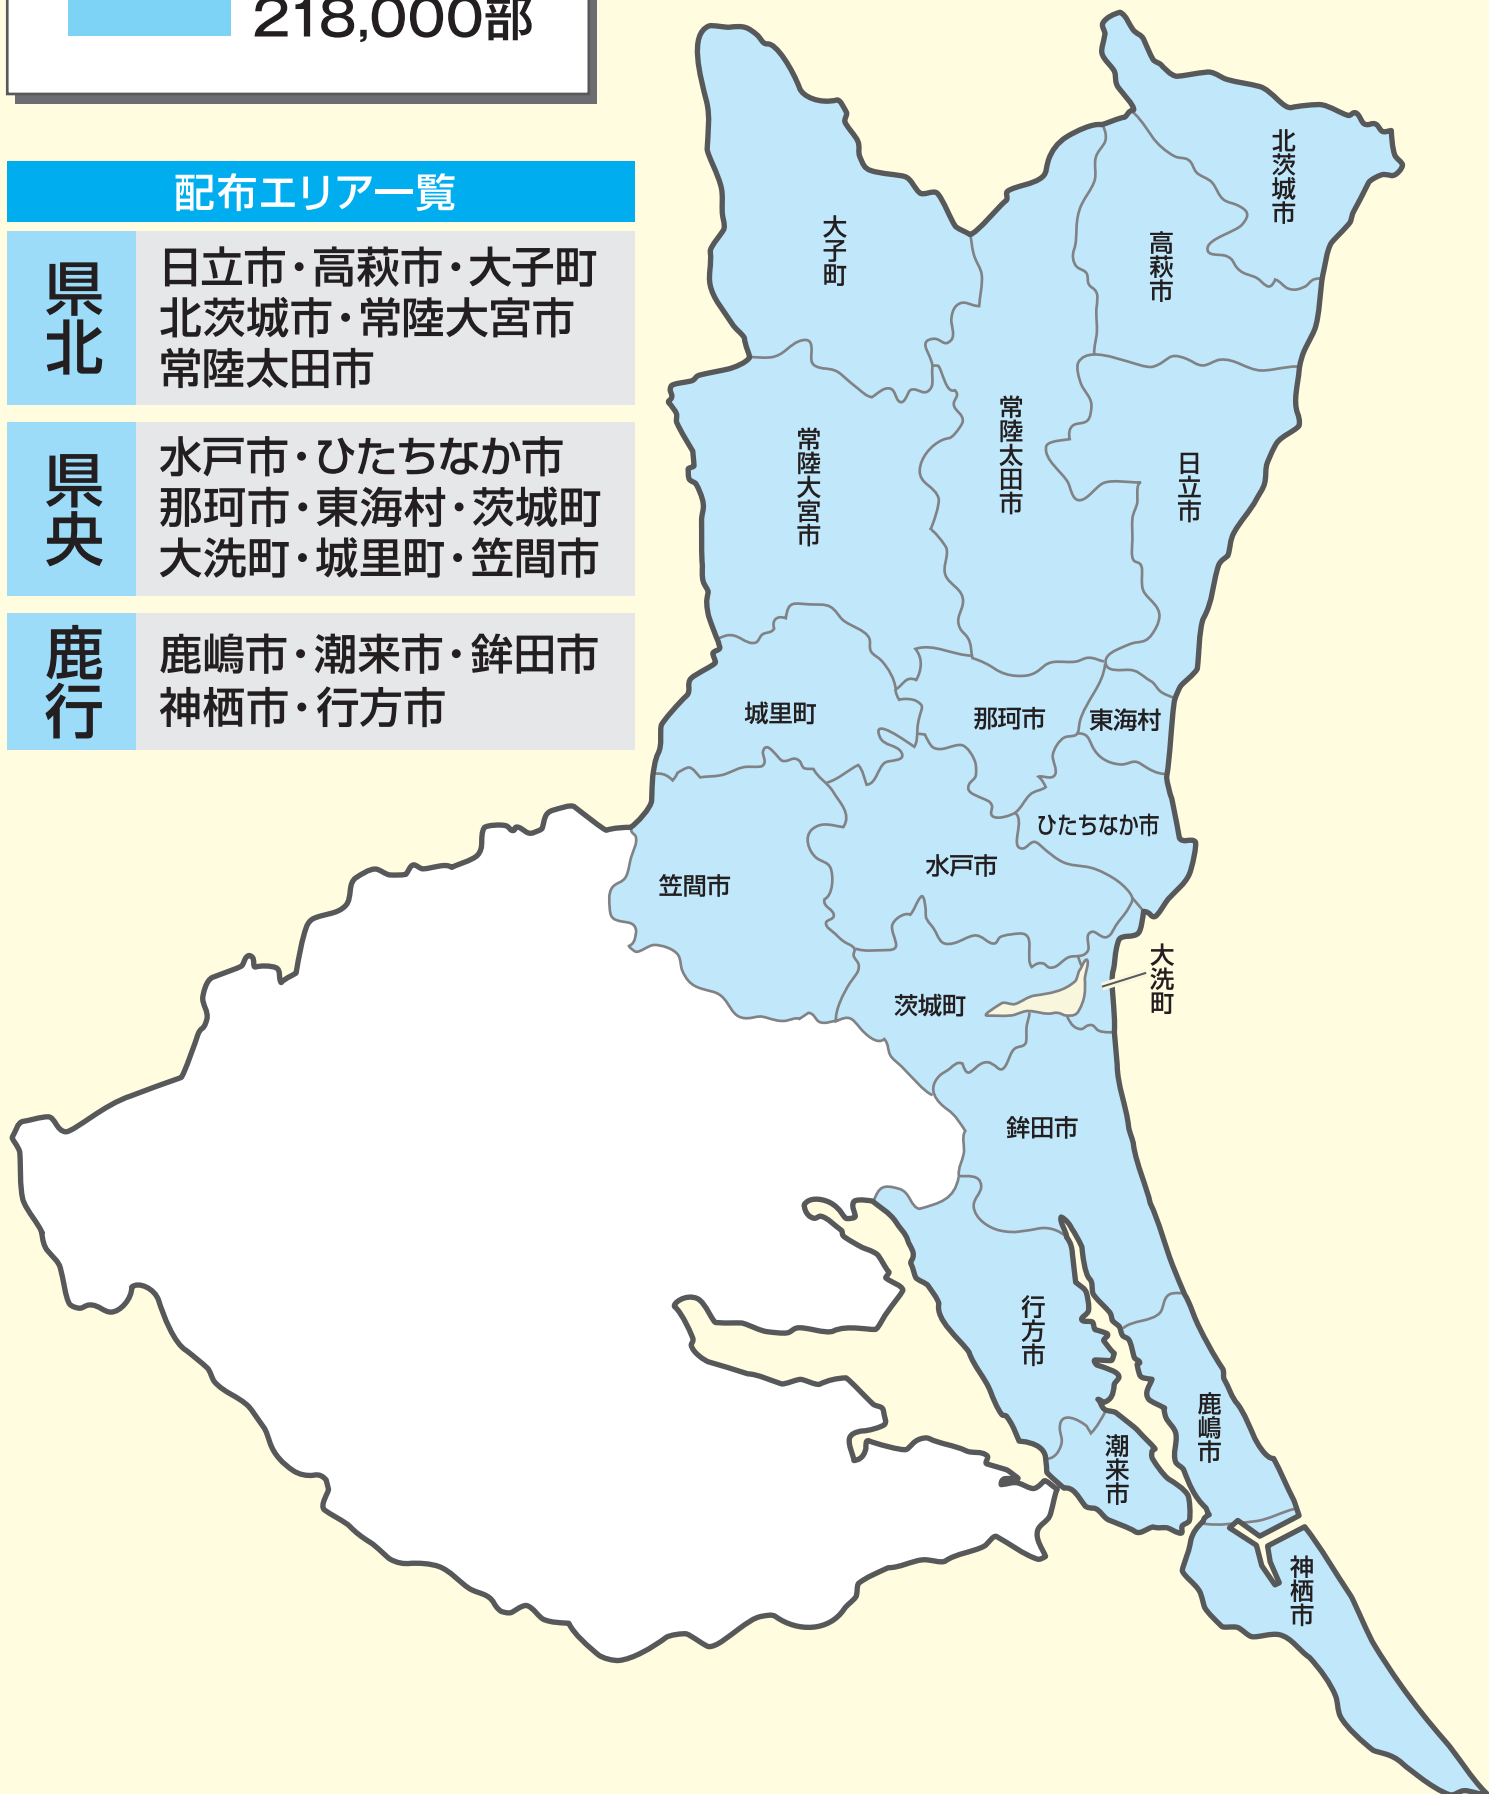 218,000部
配布エリア一覧
県北
日立市・高萩市・大子町
北茨城市・常陸大宮市
常陸太田市
県央
水戸市・ひたちなか市
那珂市・東海村・茨城町
大洗町・城里町・笠間市
鹿行
鹿嶋市・潮来市・鉾田市
神栖市・行方市
北茨城市
大子町
高萩市
常陸太田市
常陸大宮市
日立市
城里町
那珂市
東海村
ひたちなか市
水戸市
笠間市
大洗町
茨城町
鉾田市
行方市
鹿嶋市
潮来市
神栖市